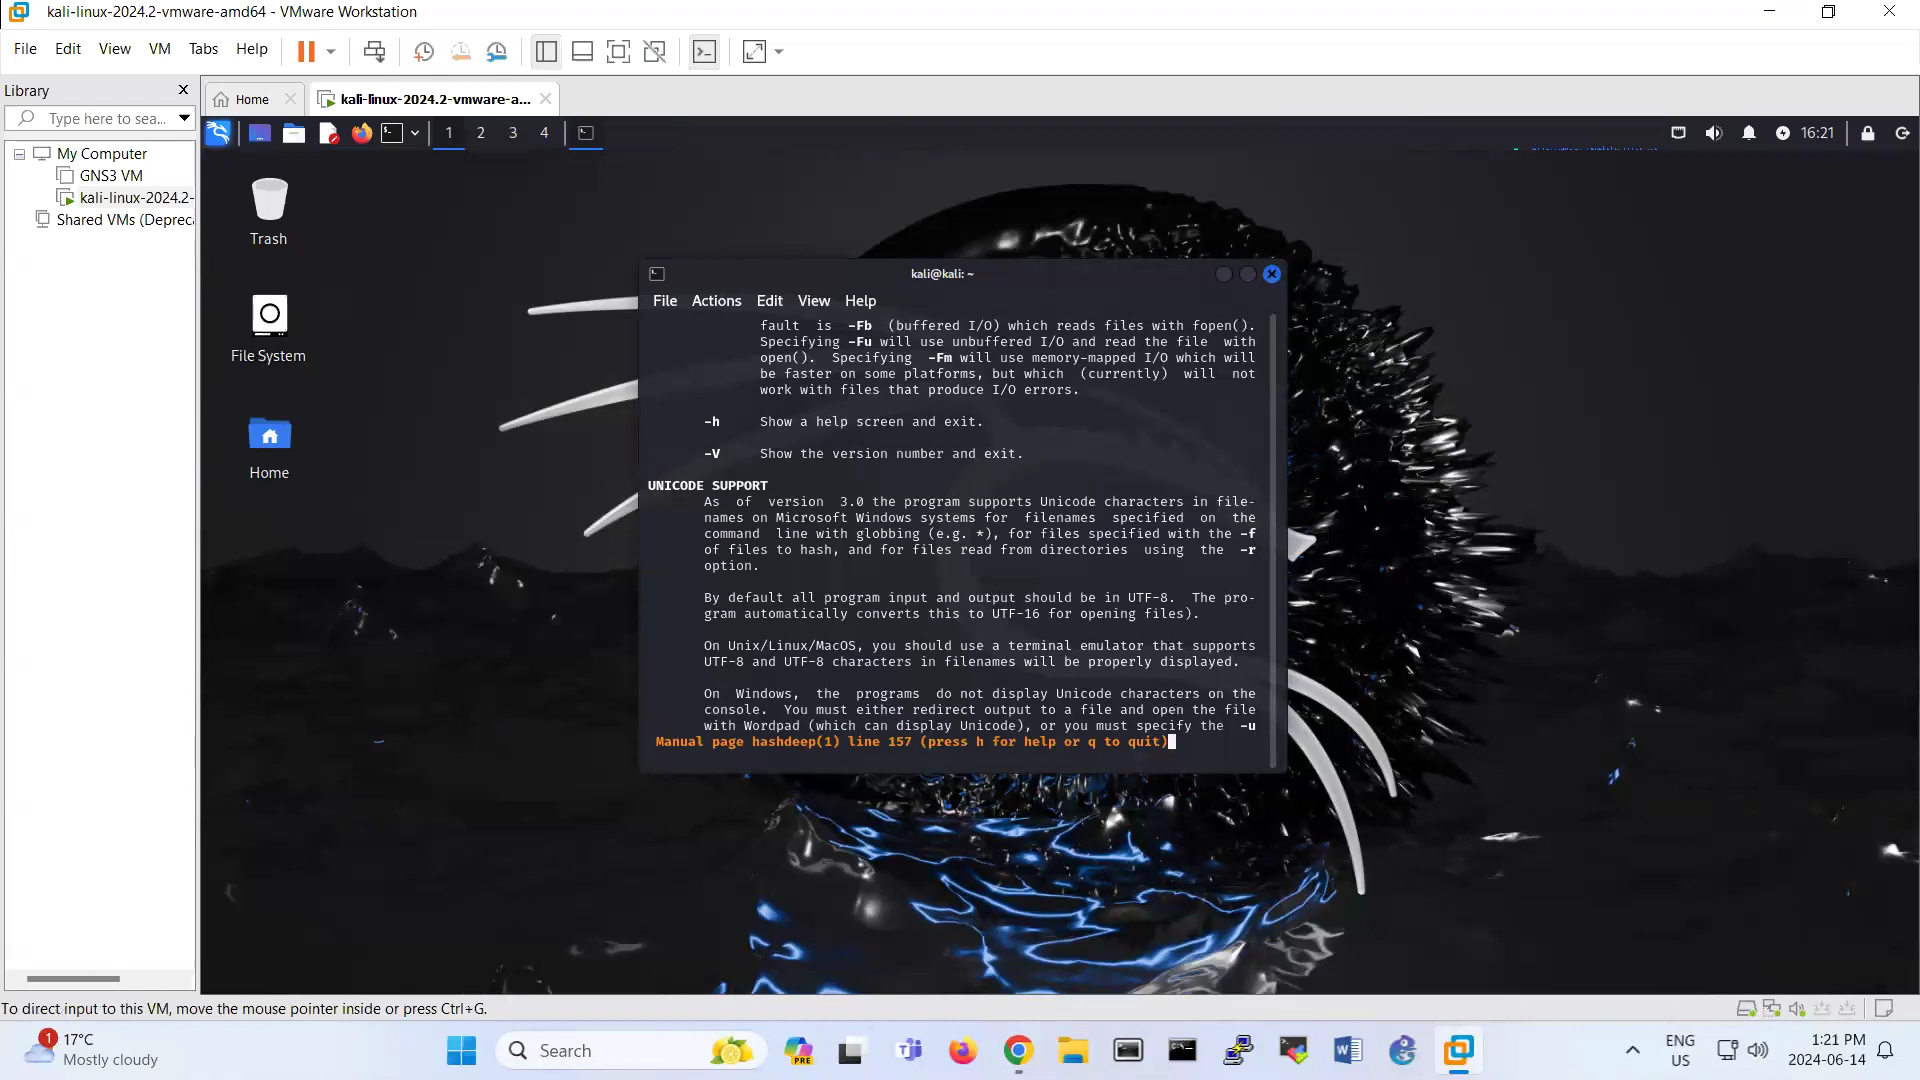 kali-linux-2024.2-vmware-amd64 - VMware Workstation
File Edit View VM Tabs Help
Library
Type here to sea...
My Computer
GNS3 VM
kali-linux-2024.2-
Shared VMs (Depreca
Home
kali-linux-2024.2-vmware-a...
1 2 3 4
16:21
Trash
File System
Home
kali@kali: ~
File Actions Edit View Help
fault is -Fb (buffered I/O) which reads files with fopen().
Specifying -Fu will use unbuffered I/O and read the file with
open(). Specifying -Fm will use memory-mapped I/O which will
be faster on some platforms, but which (currently) will not
work with files that produce I/O errors.
-h Show a help screen and exit.
-V Show the version number and exit.
UNICODE SUPPORT
As of version 3.0 the program supports Unicode characters in file-
names on Microsoft Windows systems for filenames specified on the
command line with globbing (e.g. *), for files specified with the -f
of files to hash, and for files read from directories using the -r
option.
By default all program input and output should be in UTF-8. The pro-
gram automatically converts this to UTF-16 for opening files).
On Unix/Linux/MacOS, you should use a terminal emulator that supports
UTF-8 and UTF-8 characters in filenames will be properly displayed.
On Windows, the programs do not display Unicode characters on the
console. You must either redirect output to a file and open the file
with Wordpad (which can display Unicode), or you must specify the -u
Manual page hashdeep(1) line 157 (press h for help or q to quit)
To direct input to this VM, move the mouse pointer inside or press Ctrl+G.
1
17°C
Mostly cloudy
Search
PRE
ENG
US
1:21 PM
2024-06-14